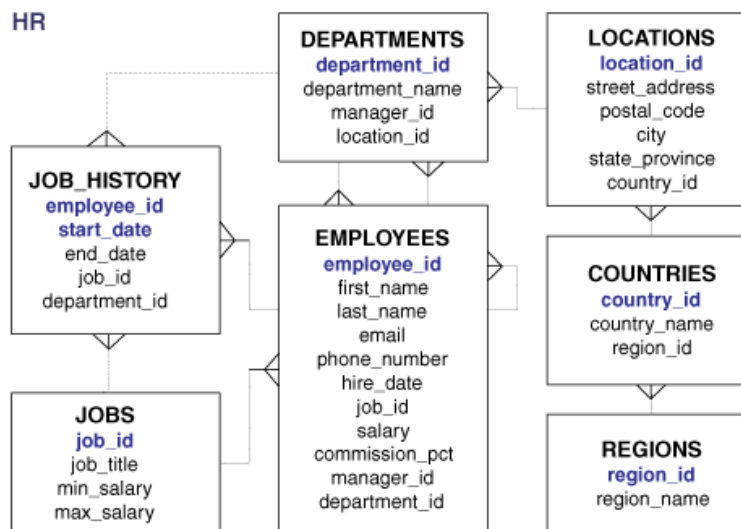 HR
DEPARTMENTS
department_id
department_name
manager_id
location_id
LOCATIONS
location_id
street_address
postal_code
city
state_province
country_id
JOB_HISTORY
employee_id
start_date
end_date
job_id
department_id
EMPLOYEES
employee_id
first_name
last_name
email
phone_number
hire_date
job_id
salary
commission_pct
manager_id
department_id
COUNTRIES
country_id
country_name
region_id
JOBS
job_id
job_title
min_salary
max_salary
REGIONS
region_id
region_name